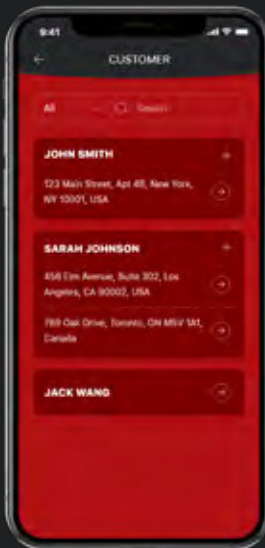 9:41
CUSTOMER
All Search
JOHN SMITH
123 Main Street, Apt 4B, New York,
NY 10001, USA
SARAH JOHNSON
456 Elm Avenue, Suite 302, Los
Angeles, CA 90002, USA
789 Oak Drive, Toronto, ON M5V 1A1,
Canada
JACK WANG